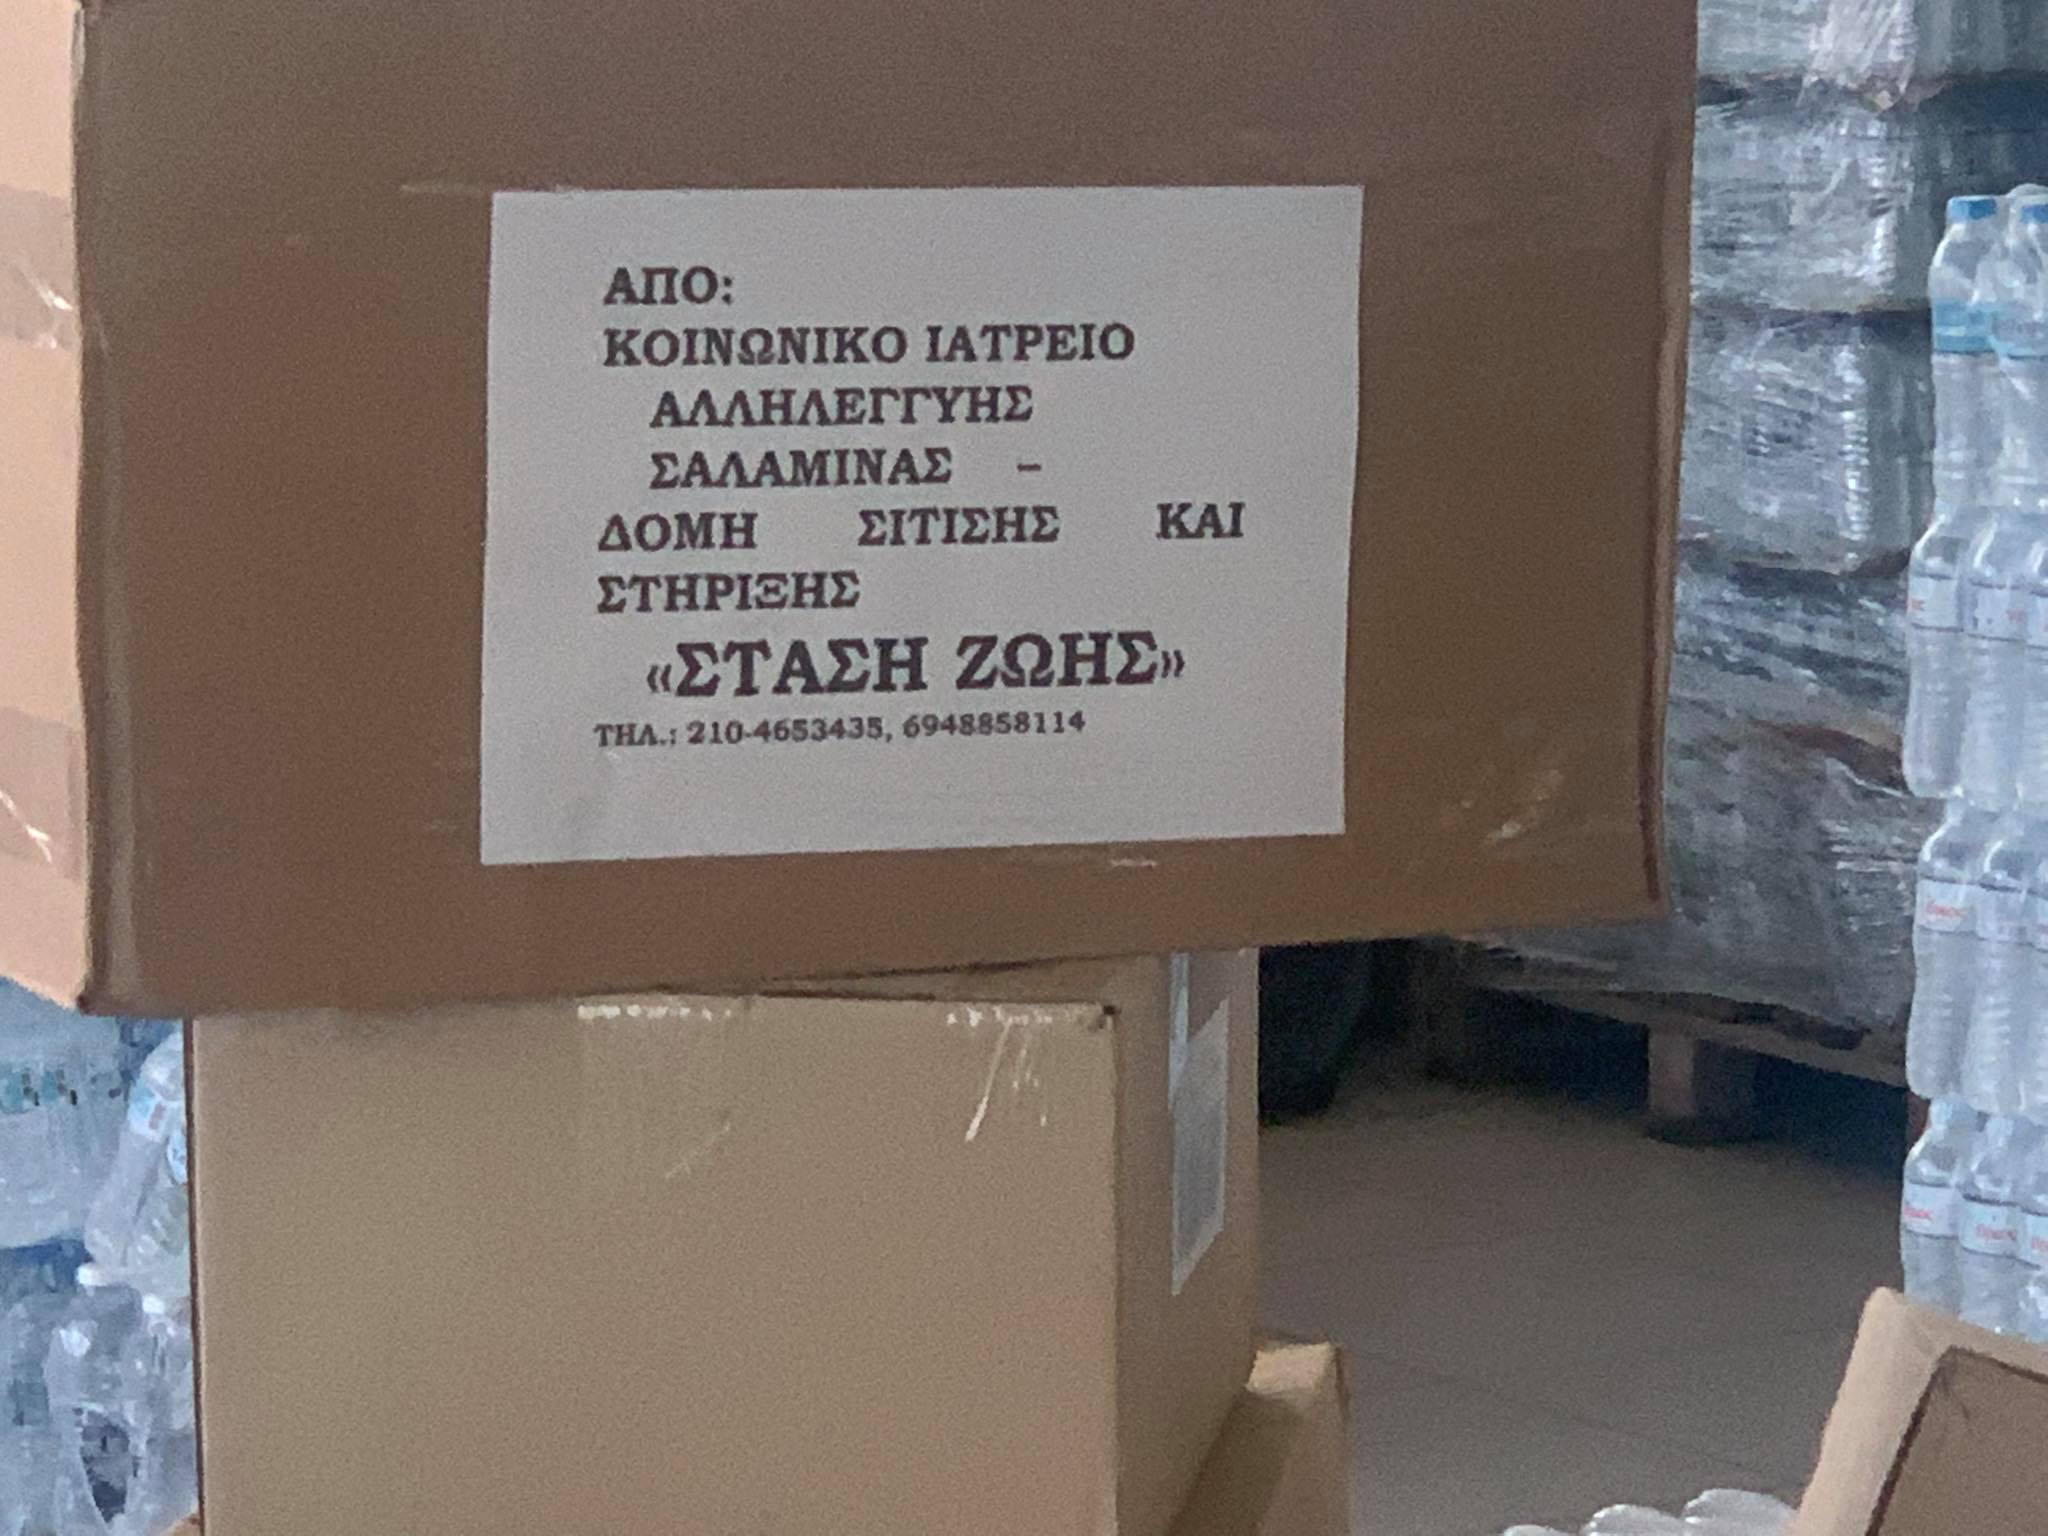 ΑΠΟ:
ΚΟΙΝΩΝΙΚΟ ΙΑΤΡΕΙΟ
ΑΛΛΗΛΕΓΓΥΗΣ
ΣΑΛΑΜΙΝΑΣ –
ΔΟΜΗ ΣΙΤΙΣΗΣ ΚΑΙ
ΣΤΗΡΙΞΗΣ
«ΣΤΑΣΗ ΖΩΗΣ»
ΤΗΛ.: 210-4653435, 6948858114